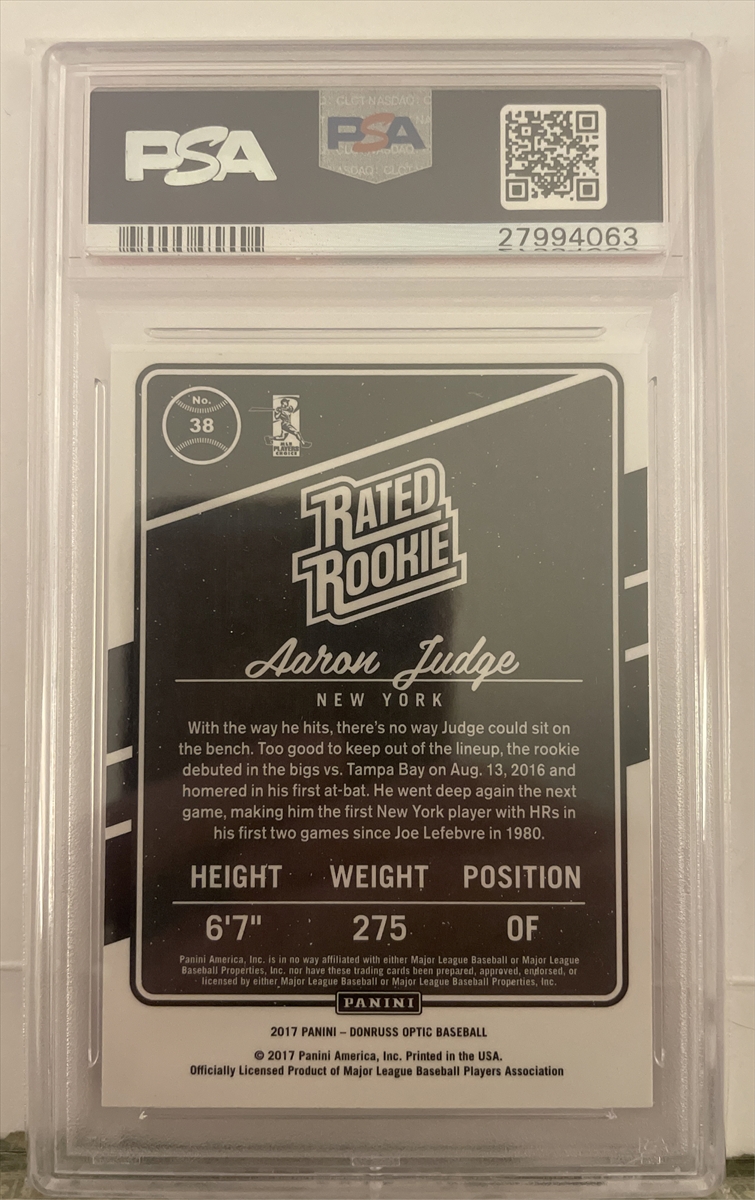 PSA
PSA
27994063
No.
38
MLB
PLAYERS
CHOICE
RATED
ROOKIE
Aaron Judge
NEW YORK
With the way he hits, there's no way Judge could sit on
the bench. Too good to keep out of the lineup, the rookie
debuted in the bigs vs. Tampa Bay on Aug. 13, 2016 and
homered in his first at-bat. He went deep again the next
game, making him the first New York player with HRs in
his first two games since Joe Lefebvre in 1980.
HEIGHT WEIGHT POSITION
6'7" 275 OF
Panini America, Inc. is in no way affiliated with either Major League Baseball or Major League
Baseball Properties, Inc. nor have these trading cards been prepared, approved, endorsed, or
licensed by either Major League Baseball or Major League Baseball Properties, Inc.
PANINI
2017 PANINI – DONRUSS OPTIC BASEBALL
© 2017 Panini America, Inc. Printed in the USA.
Officially Licensed Product of Major League Baseball Players Association